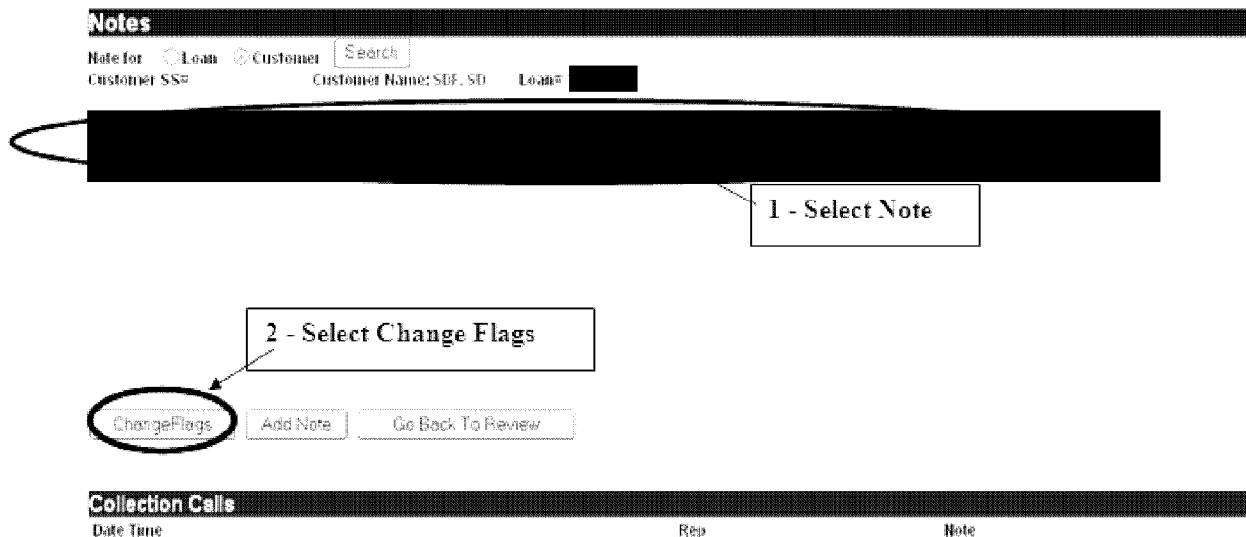 Notes
Note for Loan Customer Search
Customer SS# Customer Name: SDF, SD Loan#
1 - Select Note
2 - Select Change Flags
ChangeFlags Add Note Go Back To Review
Collection Calls
Date Time Rep Note